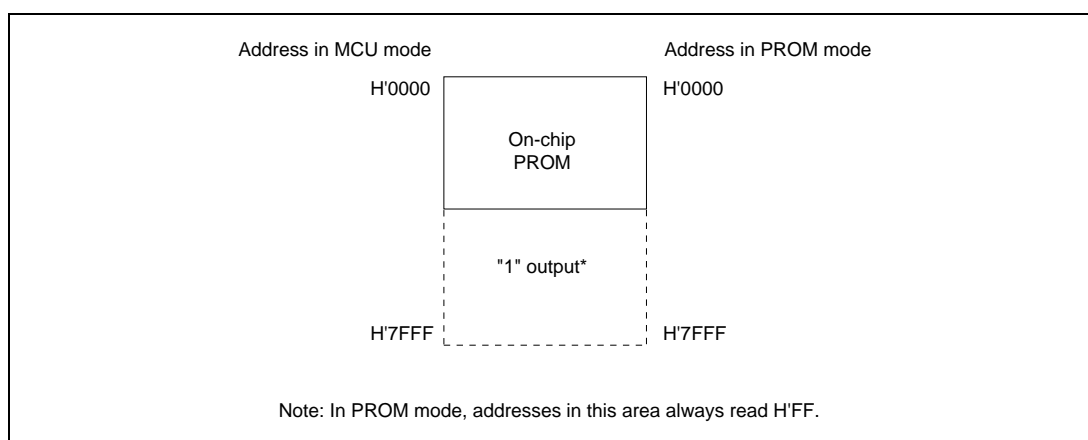 Address in MCU mode Address in PROM mode
H'0000 H'0000
On-chip
PROM
"1" output*
H'7FFF H'7FFF
Note: In PROM mode, addresses in this area always read H'FF.